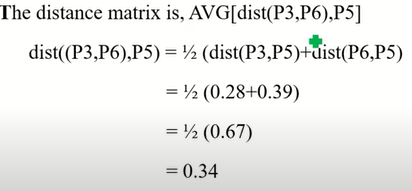 The distance matrix is, AVG[dist(P3,P6),P5]
dist((P3,P6),P5) = ½ (dist(P3,P5)+dist(P6,P5)
= ½ (0.28+0.39)
= ½ (0.67)
= 0.34